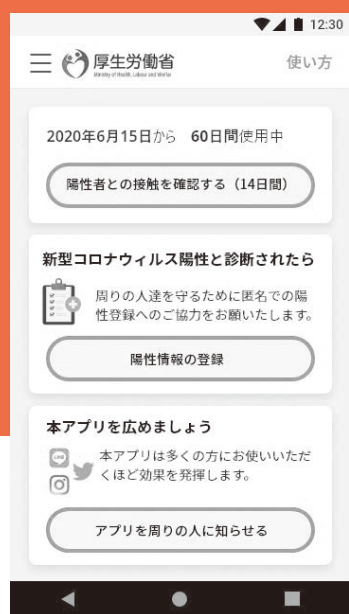 12:30
厚生労働省
Ministry of Health, Labour and Welfare
使い方
2020年6月15日から 60日間使用中
陽性者との接触を確認する（14日間）
新型コロナウィルス陽性と診断されたら
周りの人達を守るために匿名での陽
性登録へのご協力をお願いいたします。
陽性情報の登録
本アプリを広めましょう
LINE
本アプリは多くの方にお使いいただ
くほど効果を発揮します。
アプリを周りの人に知らせる